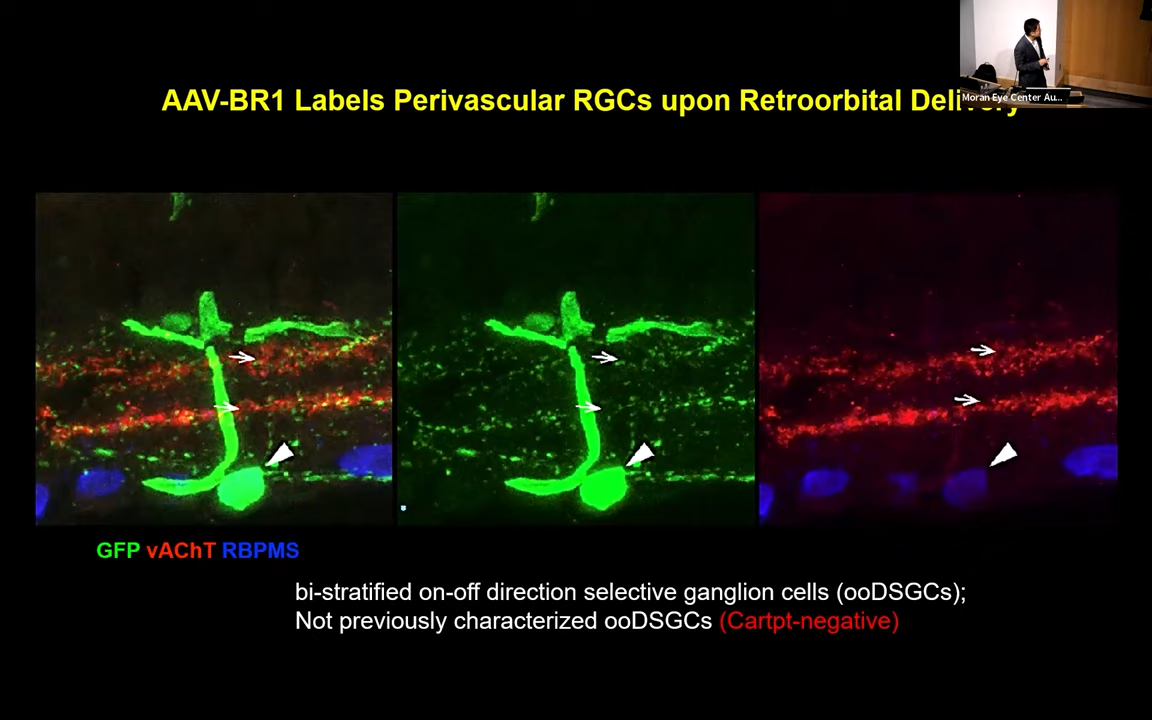 AAV-BR1 Labels Perivascular RGCs upon Retroorbital Delivery
Moran Eye Center Au...
GFP vAChT RBPMS
bi-stratified on-off direction selective ganglion cells (ooDSGCs);
Not previously characterized ooDSGCs (Cartpt-negative)